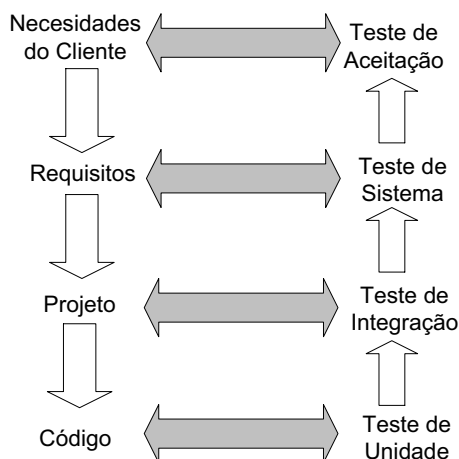 Necesidades
do Cliente
Teste de
Aceitação
Requisitos
Teste de
Sistema
Projeto
Teste de
Integração
Código
Teste de
Unidade